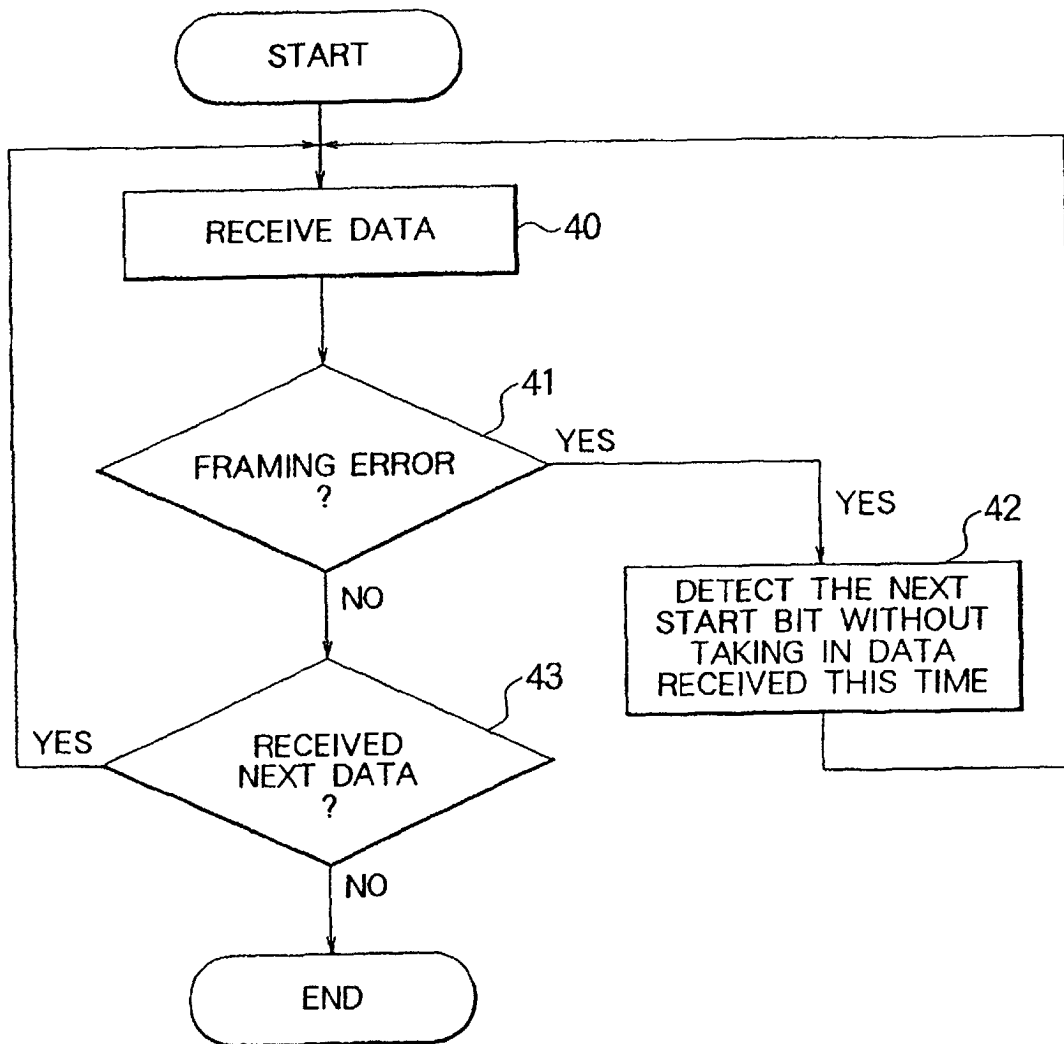 START
RECEIVE DATA
40
41
FRAMING ERROR
?
YES
YES
NO
42
DETECT THE NEXT
START BIT WITHOUT
TAKING IN DATA
RECEIVED THIS TIME
43
YES
RECEIVED
NEXT DATA
?
NO
END